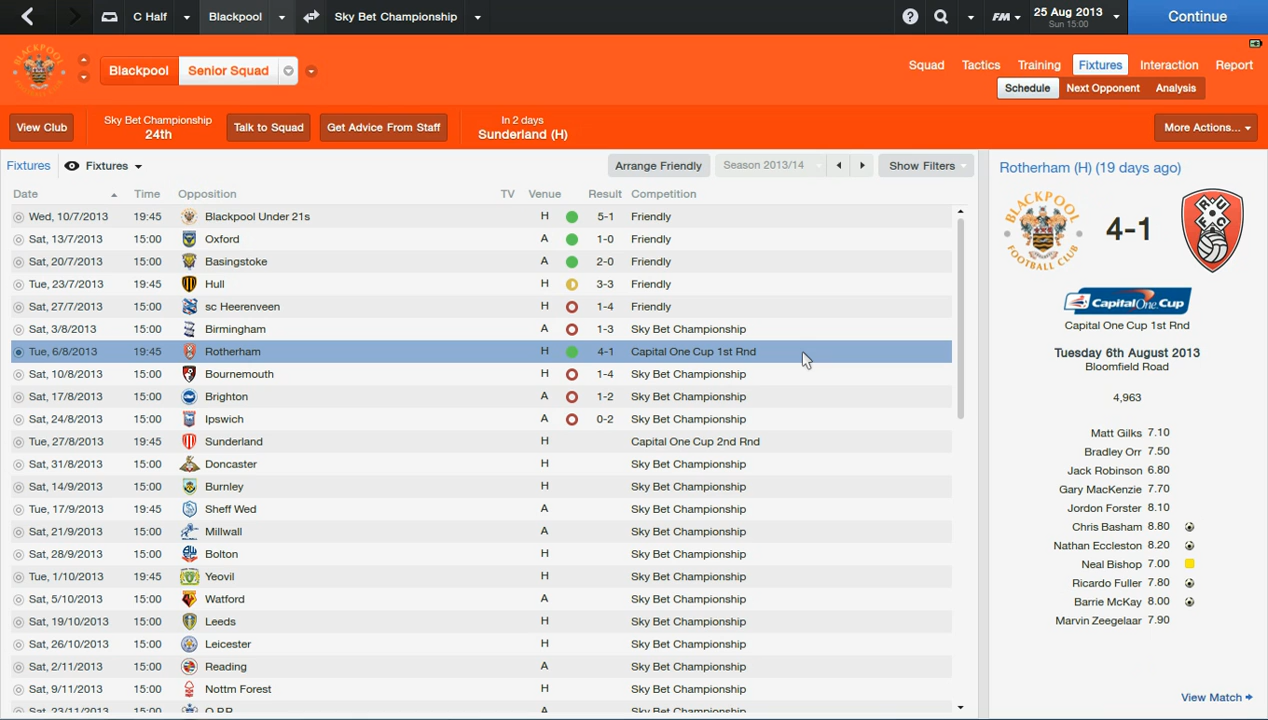 C Half Blackpool Sky Bet Championship FM 25 Aug 2013 Continue
Sun 15:00
Blackpool Senior Squad
Squad Tactics Training Fixtures Interaction Report
Schedule Next Opponent Analysis
View Club Sky Bet Championship Talk to Squad Get Advice From Staff In 2 days More Actions...
24th Sunderland (H)
Fixtures Fixtures Arrange Friendly Season 2013/14 Show Filters
Date Time Opposition TV Venue Result Competition
Wed, 10/7/2013 19:45 Blackpool Under 21s H 5-1 Friendly
Sat, 13/7/2013 15:00 Oxford A 1-0 Friendly
Sat, 20/7/2013 15:00 Basingstoke A 2-0 Friendly
Tue, 23/7/2013 19:45 Hull H 3-3 Friendly
Sat, 27/7/2013 15:00 sc Heerenveen H 1-4 Friendly
Sat, 3/8/2013 15:00 Birmingham A 1-3 Sky Bet Championship
Tue, 6/8/2013 19:45 Rotherham H 4-1 Capital One Cup 1st Rnd
Sat, 10/8/2013 15:00 Bournemouth H 1-4 Sky Bet Championship
Sat, 17/8/2013 15:00 Brighton A 1-2 Sky Bet Championship
Sat, 24/8/2013 15:00 Ipswich A 0-2 Sky Bet Championship
Tue, 27/8/2013 19:45 Sunderland H Capital One Cup 2nd Rnd
Sat, 31/8/2013 15:00 Doncaster H Sky Bet Championship
Sat, 14/9/2013 15:00 Burnley H Sky Bet Championship
Tue, 17/9/2013 19:45 Sheff Wed A Sky Bet Championship
Sat, 21/9/2013 15:00 Millwall A Sky Bet Championship
Sat, 28/9/2013 15:00 Bolton H Sky Bet Championship
Tue, 1/10/2013 19:45 Yeovil H Sky Bet Championship
Sat, 5/10/2013 15:00 Watford A Sky Bet Championship
Sat, 19/10/2013 15:00 Leeds H Sky Bet Championship
Sat, 26/10/2013 15:00 Leicester H Sky Bet Championship
Sat, 2/11/2013 15:00 Reading A Sky Bet Championship
Sat, 9/11/2013 15:00 Nottm Forest H Sky Bet Championship
Sat, 23/11/2013 15:00 Q.P.R. A Sky Bet Championship
Rotherham (H) (19 days ago)
BLACKPOOL
FOOTBALL CLUB
4-1
Capital One Cup
Capital One Cup 1st Rnd
Tuesday 6th August 2013
Bloomfield Road
4,963
Matt Gilks 7.10
Bradley Orr 7.50
Jack Robinson 6.80
Gary MacKenzie 7.70
Jordon Forster 8.10
Chris Basham 8.80
Nathan Eccleston 8.20
Neal Bishop 7.00
Ricardo Fuller 7.80
Barrie McKay 8.00
Marvin Zeegelaar 7.90
View Match